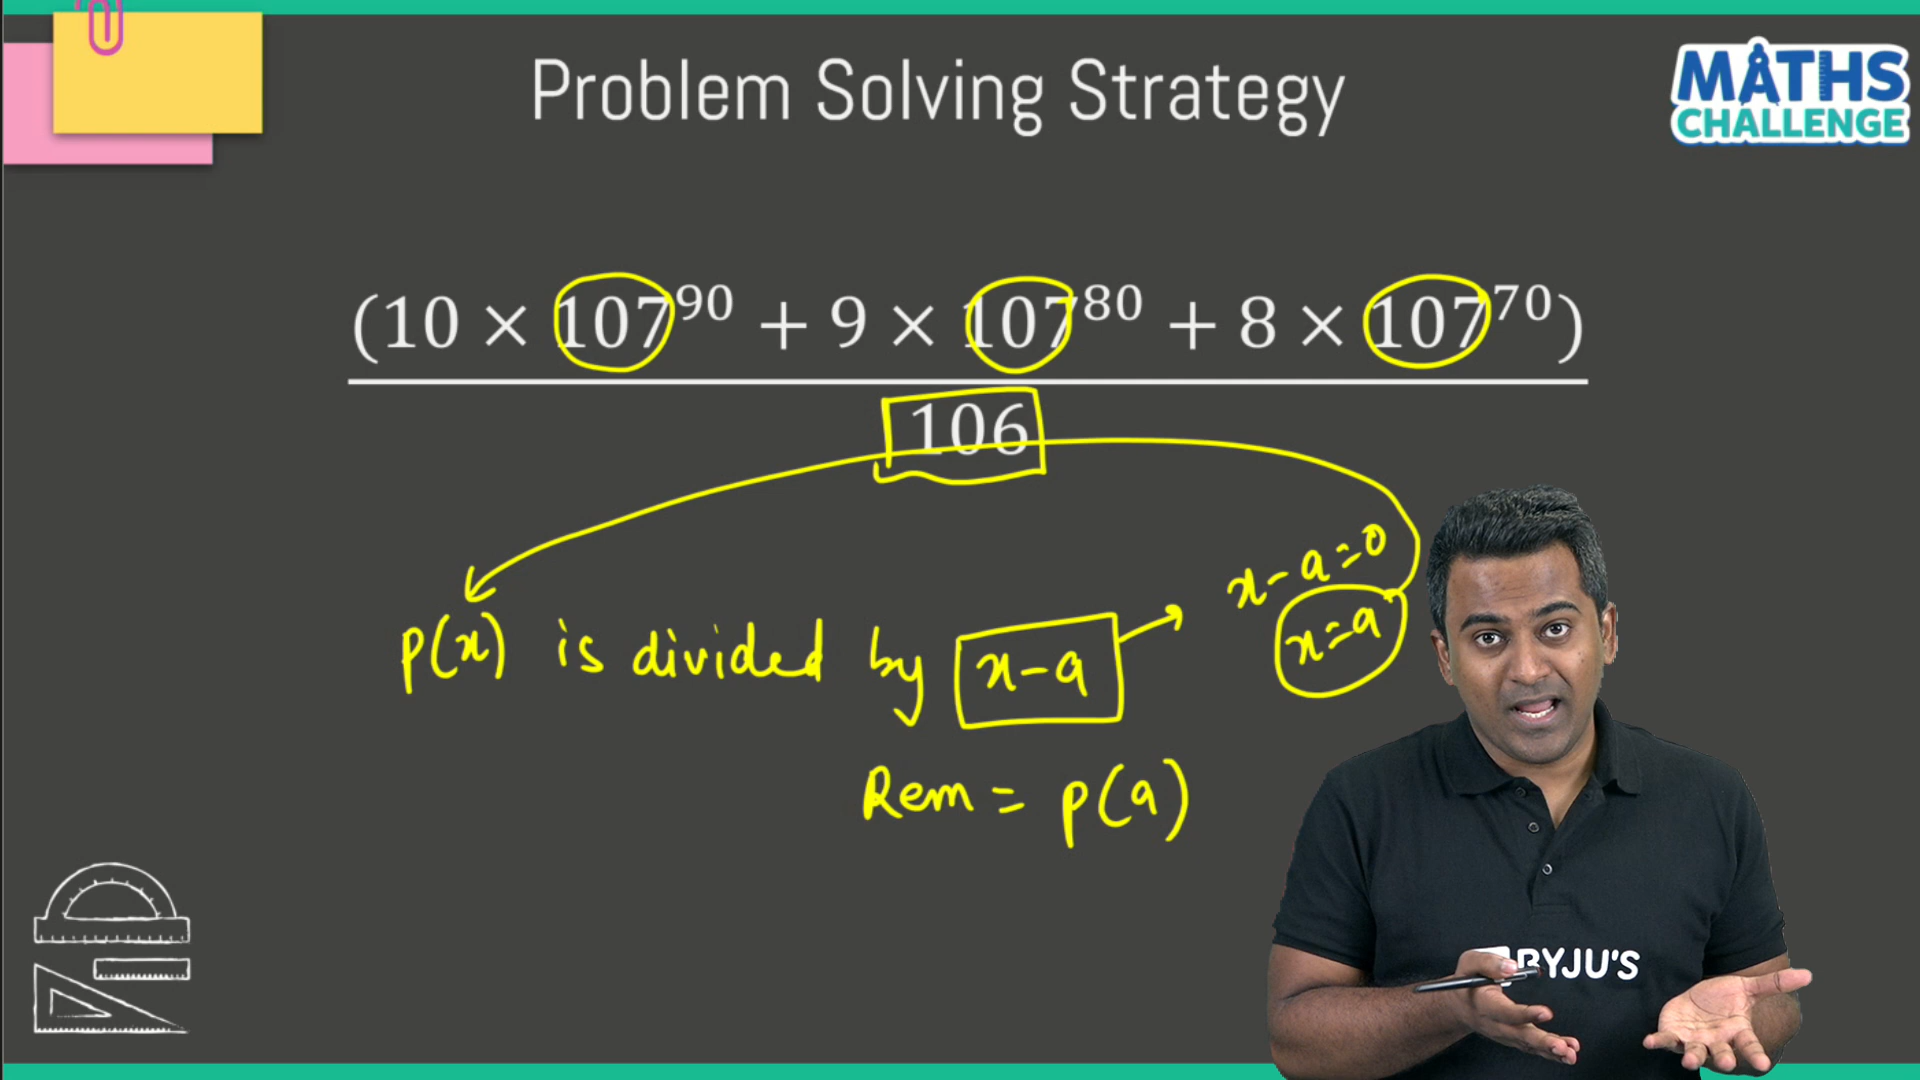 Problem Solving Strategy
MATHS
CHALLENGE
(10 × 107^90 + 9 × 107^80 + 8 × 107^70)
106
x-a=0
x=a
p(x) is divided by x-a
Rem = p(a)
BYJU'S